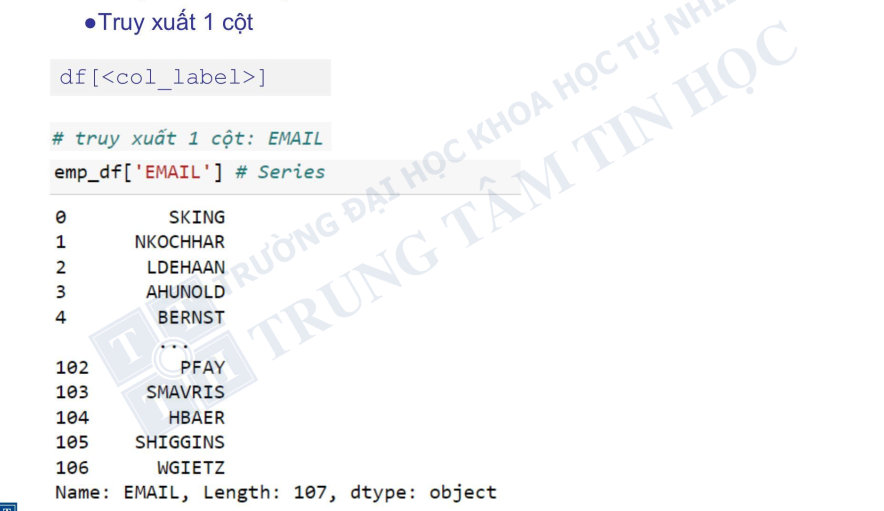 ●Truy xuất 1 cột
df[<col_label>]
# truy xuất 1 cột: EMAIL
emp_df['EMAIL'] # Series
0 SKING
1 NKOCHHAR
2 LDEHAAN
3 AHUNOLD
4 BERNST
...
102 PFAY
103 SMAVRIS
104 HBAER
105 SHIGGINS
106 WGIETZ
Name: EMAIL, Length: 107, dtype: object
TRƯỜNG ĐẠI HỌC KHOA HỌC TỰ
TRUNG TÂM TIN HỌC